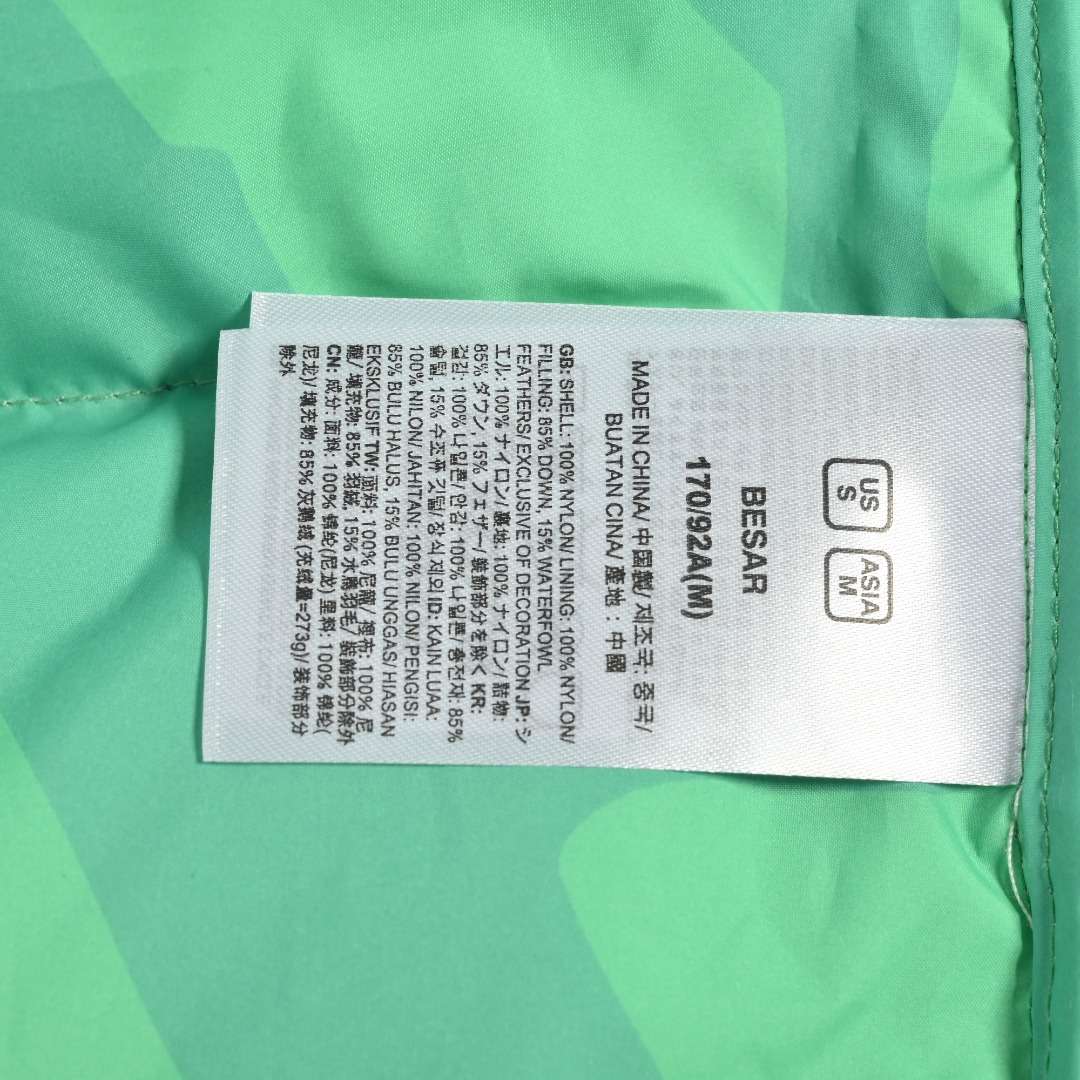 US
S
ASIA
M
BESAR
170/92A(M)
MADE IN CHINA/ 中国製/ 제조국: 중국/
BUATAN CINA/ 產地：中國
GB: SHELL: 100% NYLON/ LINING: 100% NYLON/
FILLING: 85% DOWN, 15% WATERFOWL
FEATHERS/ EXCLUSIVE OF DECORATION JP: シ
ェル: 100% ナイロン/ 裏地: 100% ナイロン/ 詰物:
85% ダウン, 15% フェザー/ 装飾部分を除く KR:
겉감: 100% 나일론/ 안감: 100% 나일론/ 충전재: 85%
솜털, 15% 수조류 깃털/ 장식 제외 ID: KAIN LUAA:
100% NILON/ JAHITAN: 100% NILON/ PENGISI:
85% BULU HALUS, 15% BULU UNGGAS/ HIASAN
EKSKLUSIF TW: 面料: 100% 尼龍/ 裡布: 100% 尼
龍/ 填充物: 85% 羽絨, 15% 水鳥羽毛/ 裝飾部分除外
CN: 成分: 面料: 100% 锦纶(尼龙) 里料: 100% 锦纶(
尼龙)/ 填充物: 85% 灰鹅绒 (充绒量=273g)/ 装饰部分
除外